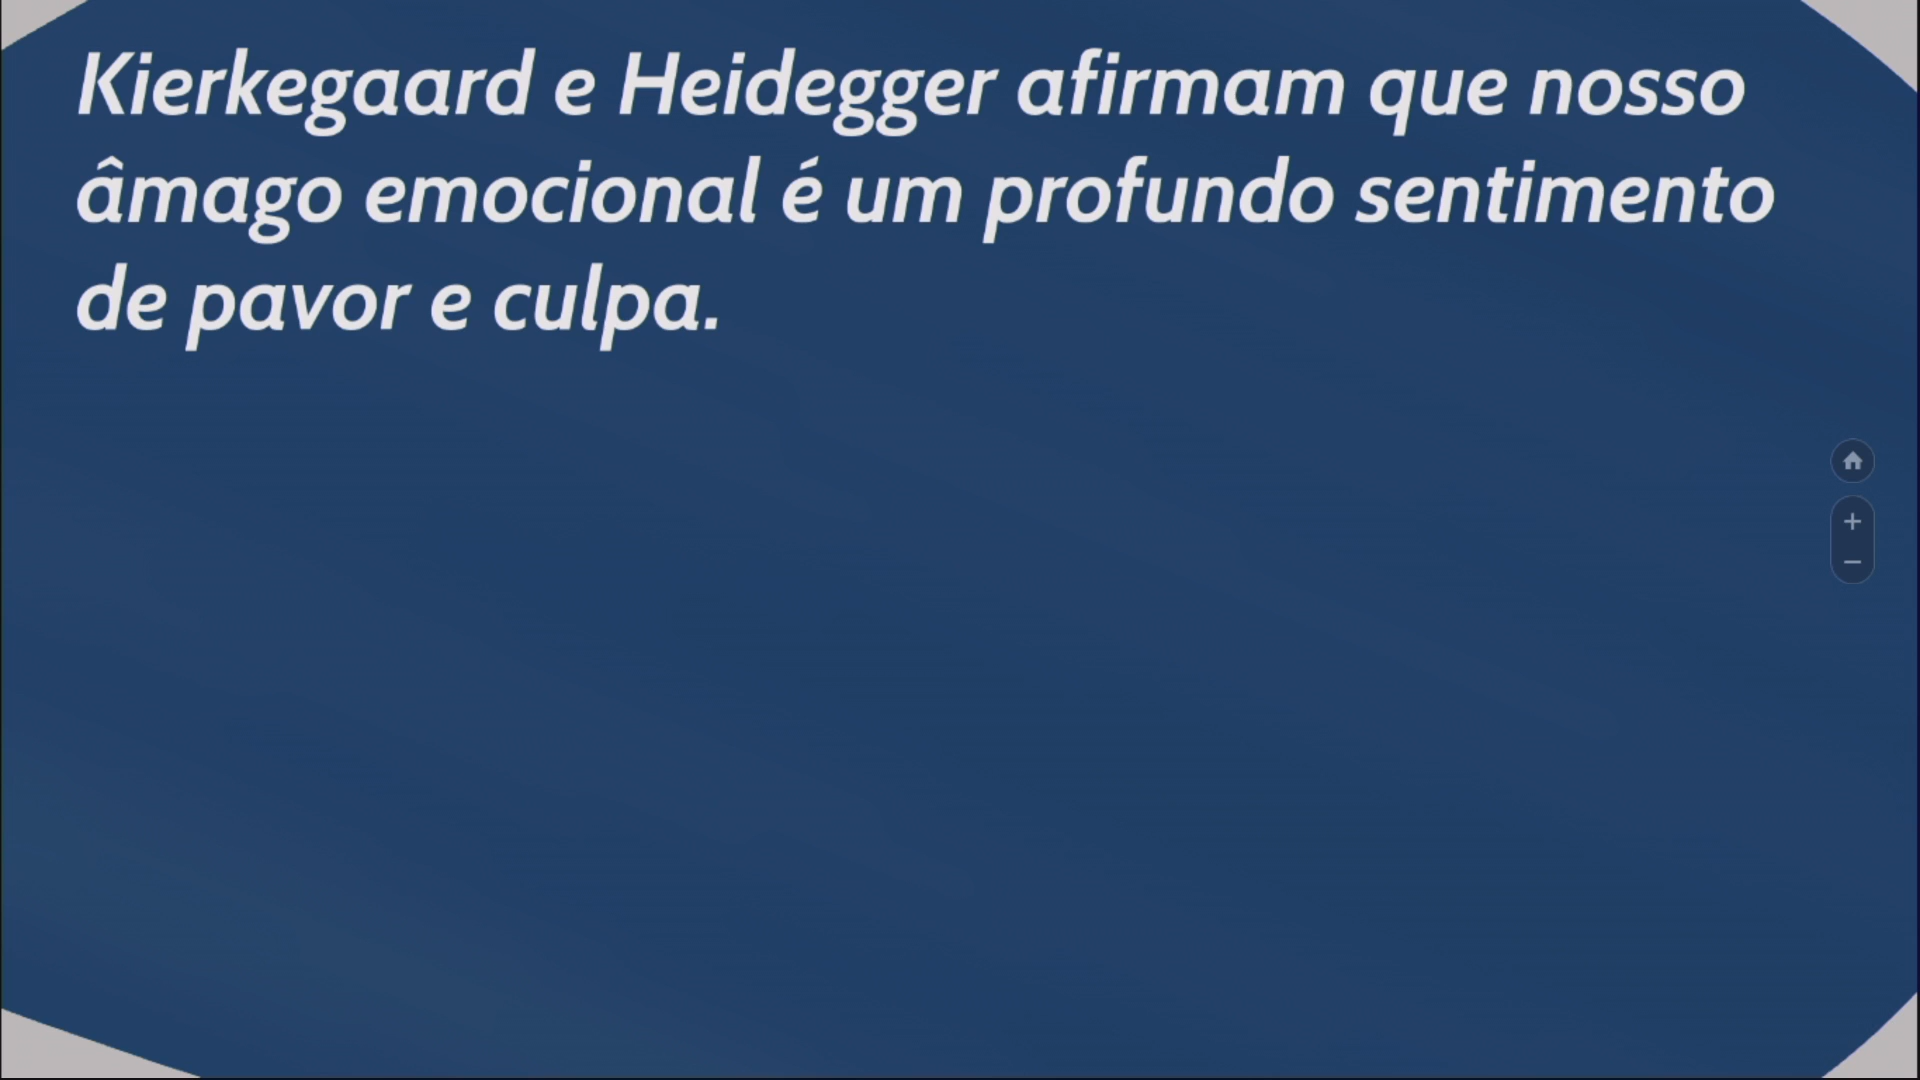 Kierkegaard e Heidegger afirmam que nosso
âmago emocional é um profundo sentimento
de pavor e culpa.